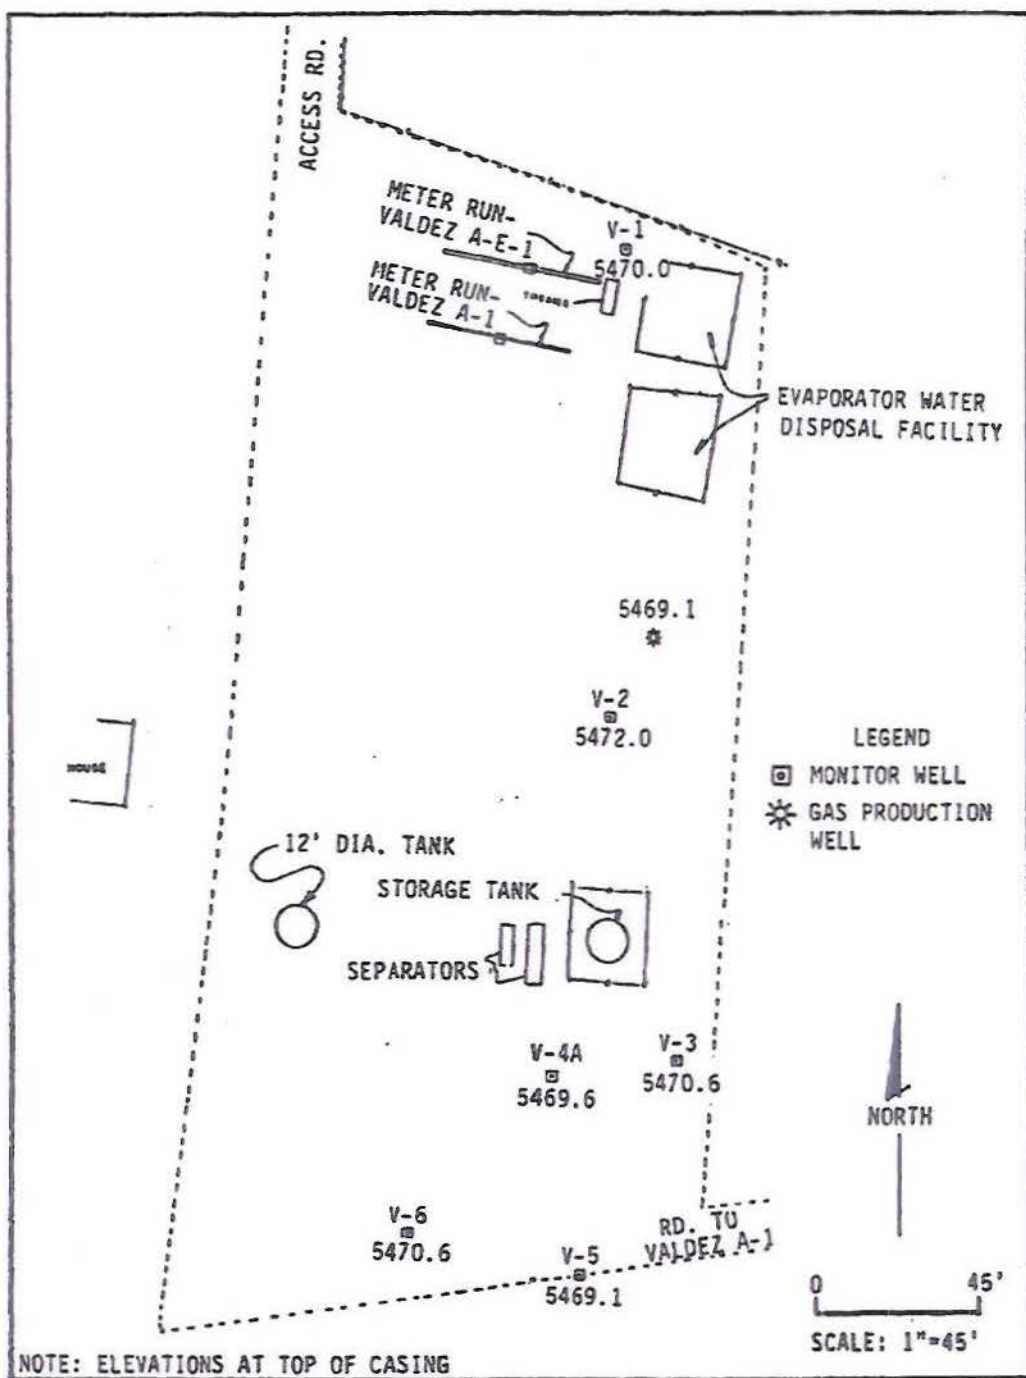 ACCESS RD.
METER RUN-
VALDEZ A-E-1
V-1
5470.0
METER RUN-
VALDEZ A-1
EVAPORATOR WATER
DISPOSAL FACILITY
5469.1
V-2
5472.0
HOUSE
LEGEND
MONITOR WELL
GAS PRODUCTION
WELL
12' DIA. TANK
STORAGE TANK
SEPARATORS
V-4A
5469.6
V-3
5470.6
NORTH
V-6
5470.6
V-5
5469.1
RD. TO
VALDEZ A-1
0 45'
SCALE: 1"=45'
NOTE: ELEVATIONS AT TOP OF CASING